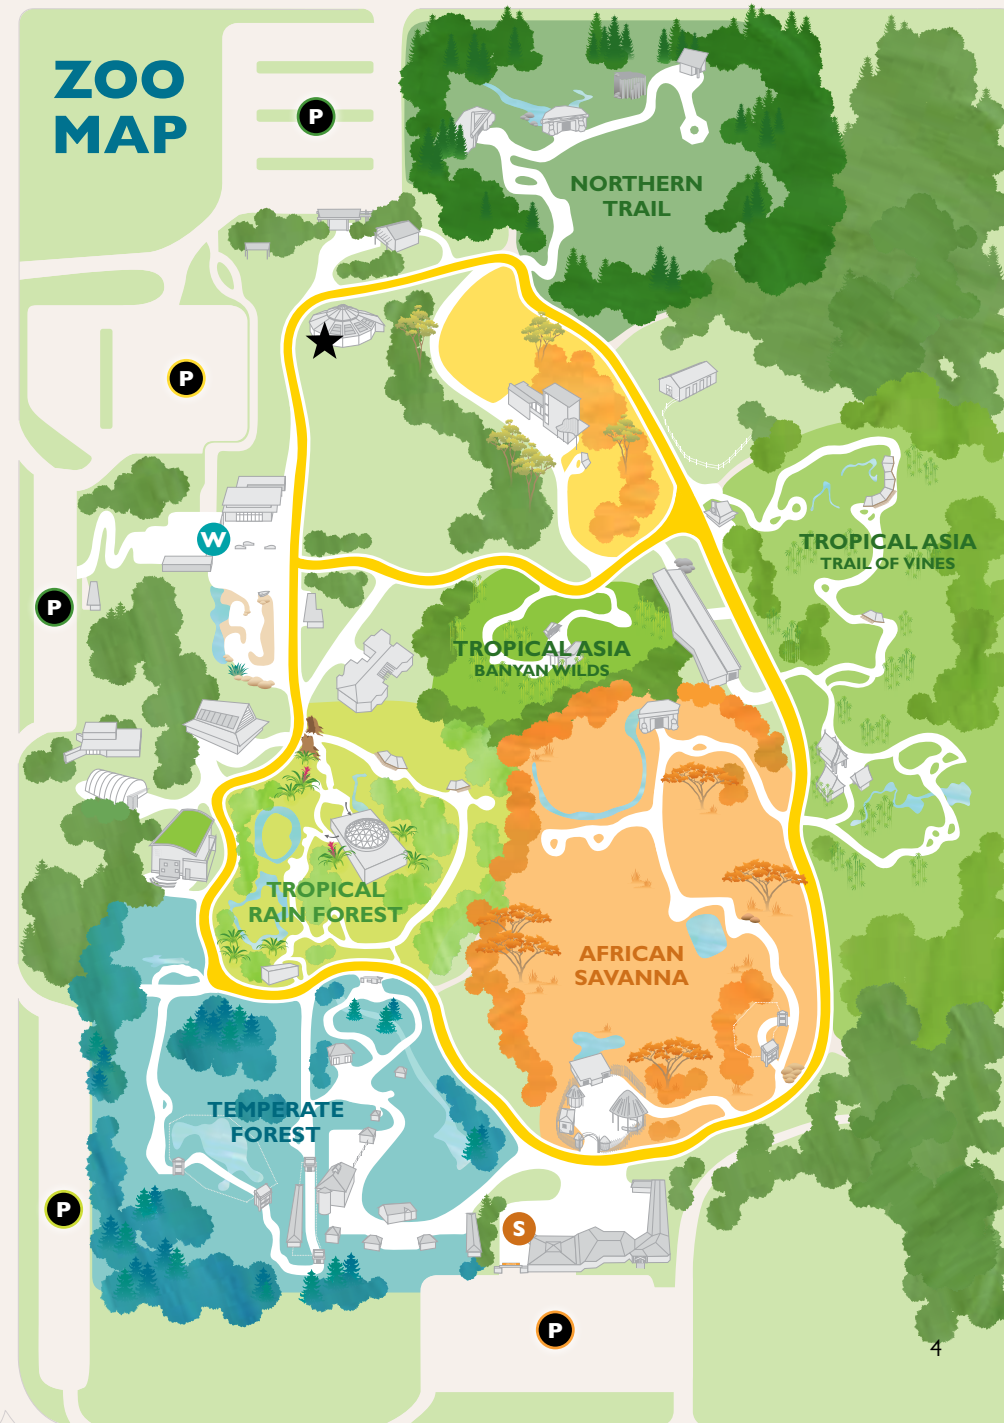 ZOO
MAP
P
NORTHERN
TRAIL
P
W
TROPICAL ASIA
TRAIL OF VINES
P
TROPICAL ASIA
BANYAN WILDS
TROPICAL
RAIN FOREST
AFRICAN
SAVANNA
TEMPERATE
FOREST
P
S
P
4